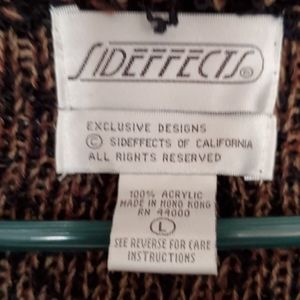 SIDEFFECTS®
EXCLUSIVE DESIGNS
© SIDEFFECTS OF CALIFORNIA
ALL RIGHTS RESERVED
100% ACRYLIC
MADE IN HONG KONG
RN 44000
L
SEE REVERSE FOR CARE
INSTRUCTIONS